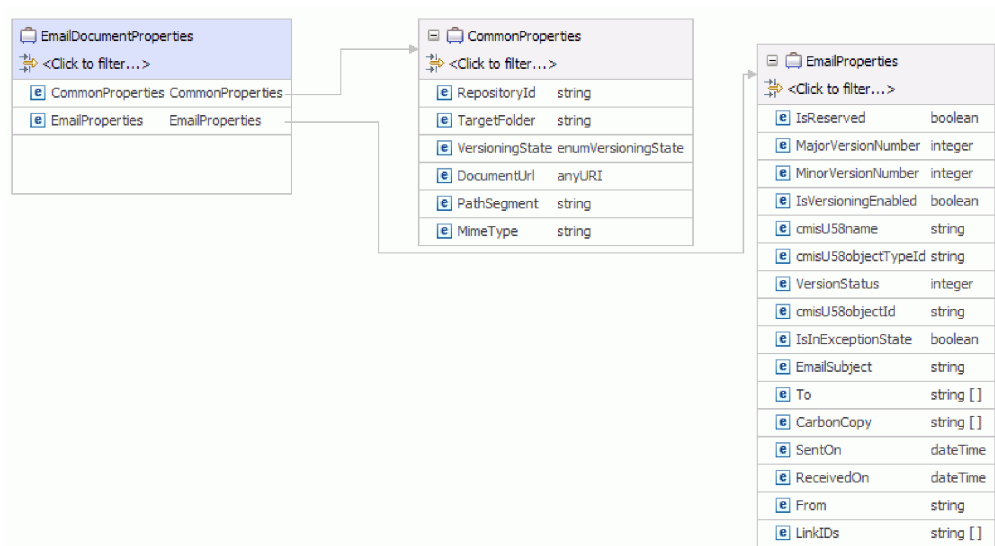 EmailDocumentProperties
<Click to filter...>
CommonProperties CommonProperties
EmailProperties EmailProperties
CommonProperties
<Click to filter...>
RepositoryId string
TargetFolder string
VersioningState enumVersioningState
DocumentUrl anyURI
PathSegment string
MimeType string
EmailProperties
<Click to filter...>
IsReserved boolean
MajorVersionNumber integer
MinorVersionNumber integer
IsVersioningEnabled boolean
cmisU58name string
cmisU58objectTypeId string
VersionStatus integer
cmisU58objectId string
IsInExceptionState boolean
EmailSubject string
To string []
CarbonCopy string []
SentOn dateTime
ReceivedOn dateTime
From string
LinkIDs string []